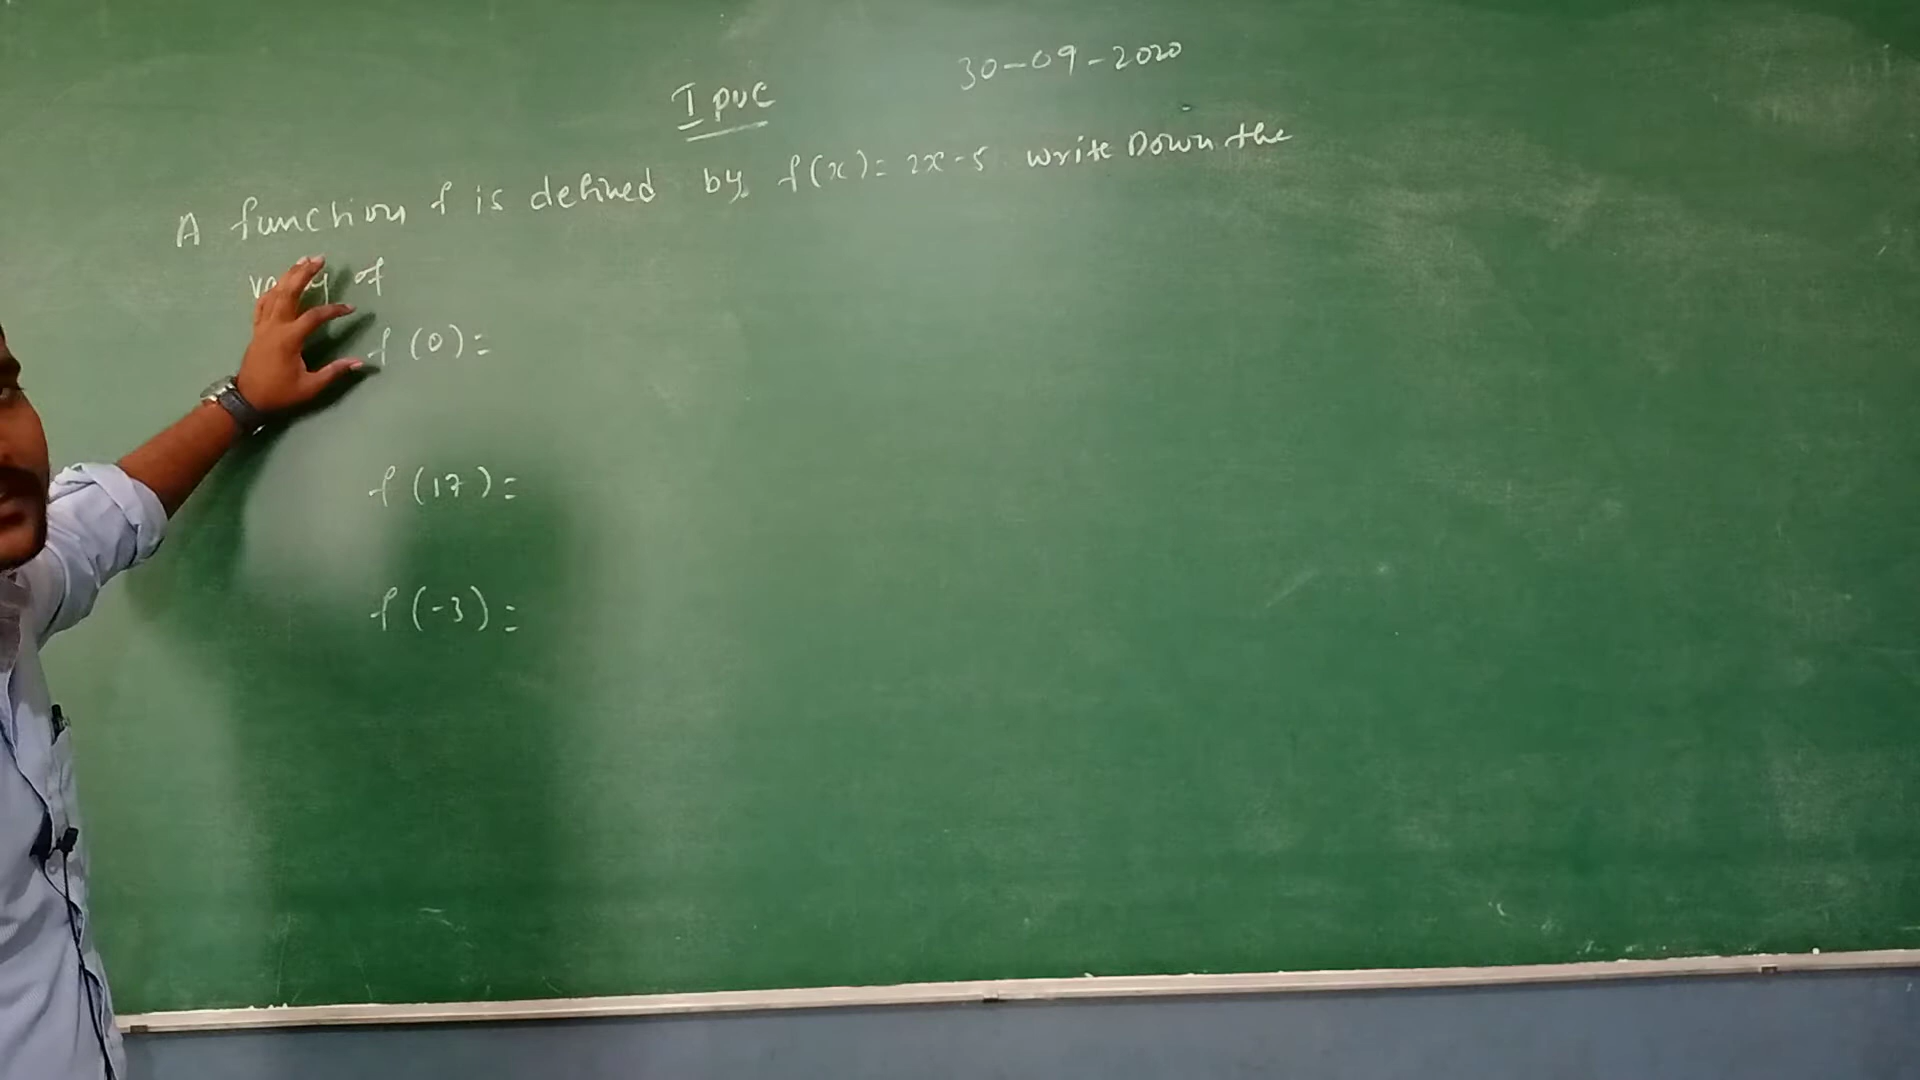 I PUC
30-09-2020
A function f is defined by f(x)= 2x-5 write Down the
of
f (0)=
f (17)=
f (-3)=